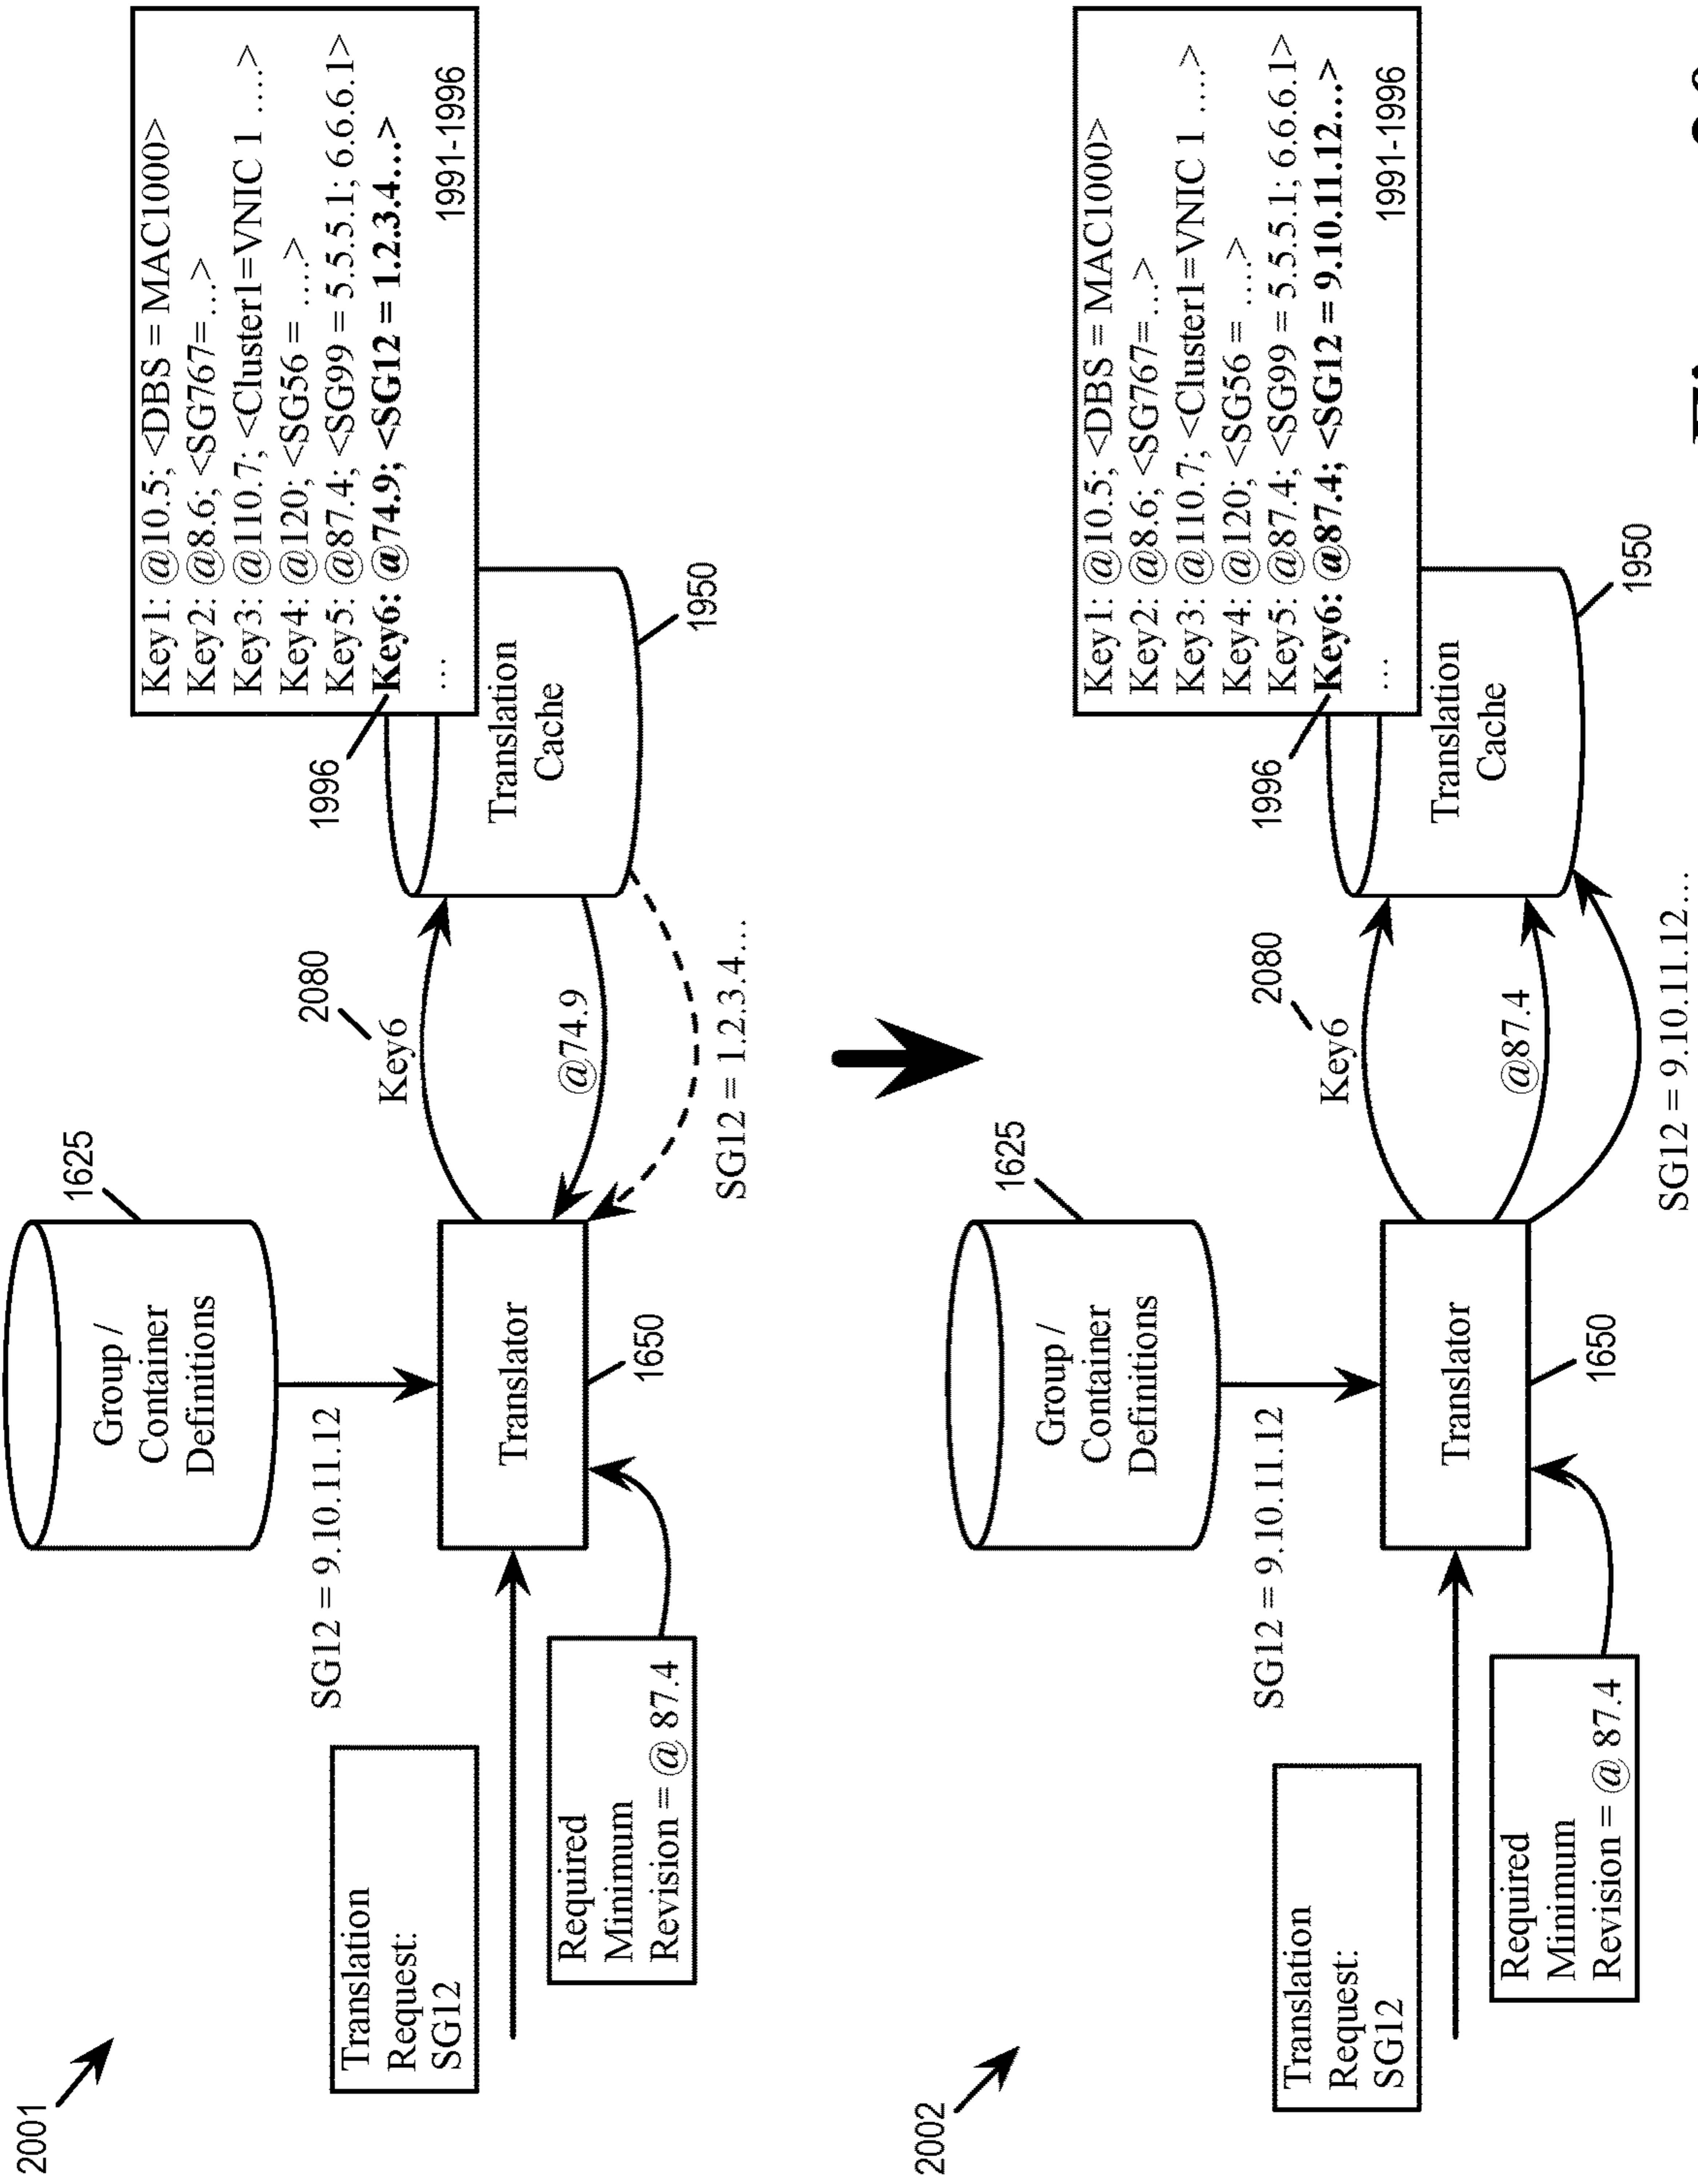 2001
Translation
Request:
SG12
Required
Minimum
Revision = @ 87.4
SG12 = 9.10.11.12
Group /
Container
Definitions
1625
Translator
1650
2080
Key6
@74.9
SG12 = 1.2.3.4…
1996
Translation
Cache
1950
Key1: @10.5; <DBS = MAC1000>
Key2: @8.6; <SG767=…>
Key3: @110.7; <Cluster1=VNIC 1 ….>
Key4: @120; <SG56 = ….>
Key5: @87.4; <SG99 = 5.5.5.1; 6.6.6.1>
Key6: @74.9; <SG12 = 1.2.3.4…>
…
1991-1996
2002
Translation
Request:
SG12
Required
Minimum
Revision = @ 87.4
SG12 = 9.10.11.12
Group /
Container
Definitions
1625
Translator
1650
2080
Key6
@87.4
SG12 = 9.10.11.12…
1996
Translation
Cache
1950
Key1: @10.5; <DBS = MAC1000>
Key2: @8.6; <SG767=…>
Key3: @110.7; <Cluster1=VNIC 1 ….>
Key4: @120; <SG56 = ….>
Key5: @87.4; <SG99 = 5.5.5.1; 6.6.6.1>
Key6: @87.4; <SG12 = 9.10.11.12…>
…
1991-1996